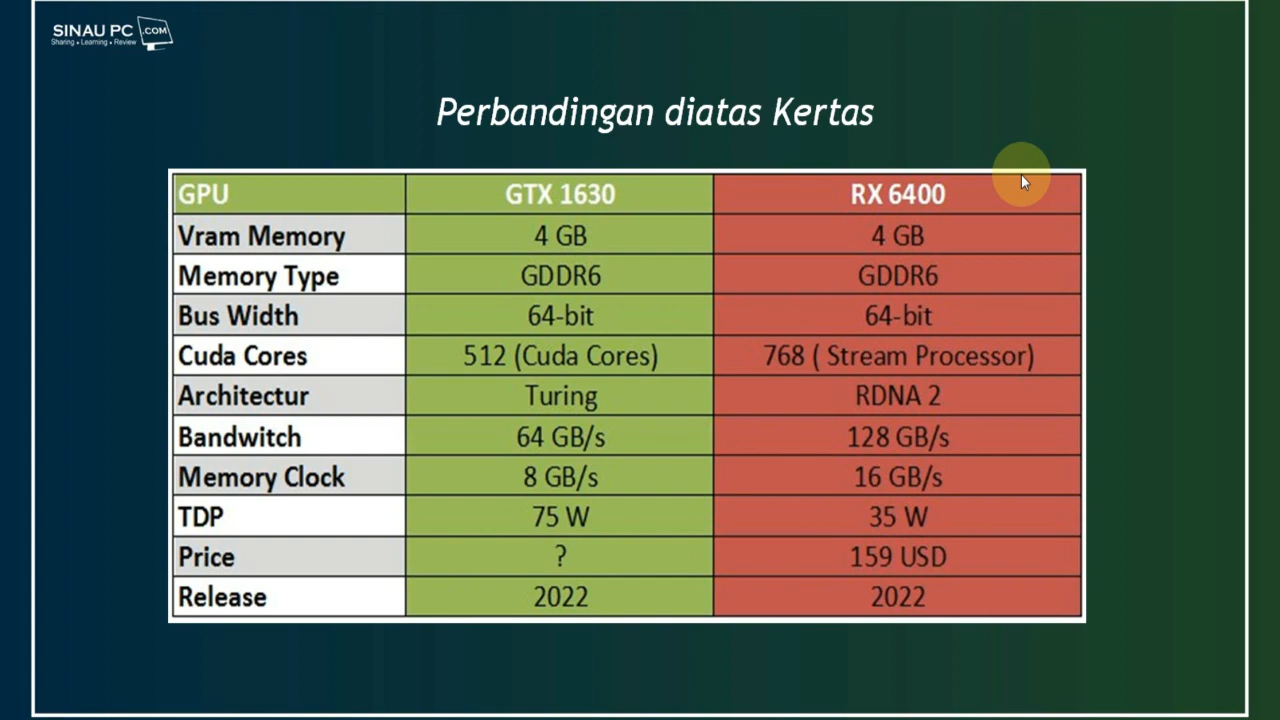 SINAU PC .COM
Sharing • Learning • Review
Perbandingan diatas Kertas
GPU GTX 1630 RX 6400
Vram Memory 4 GB 4 GB
Memory Type GDDR6 GDDR6
Bus Width 64-bit 64-bit
Cuda Cores 512 (Cuda Cores) 768 ( Stream Processor)
Architectur Turing RDNA 2
Bandwitch 64 GB/s 128 GB/s
Memory Clock 8 GB/s 16 GB/s
TDP 75 W 35 W
Price ? 159 USD
Release 2022 2022